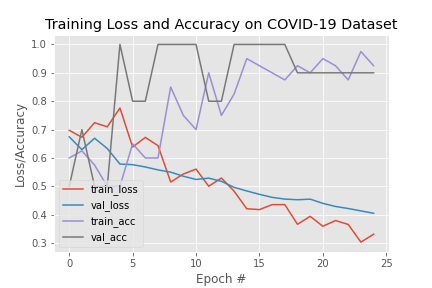 Training Loss and Accuracy on COVID-19 Dataset
1.0
0.9
0.8
0.7
0.6
0.5
0.4
0.3
Loss/Accuracy
train_loss
val_loss
train_acc
val_acc
0 5 10 15 20 25
Epoch #